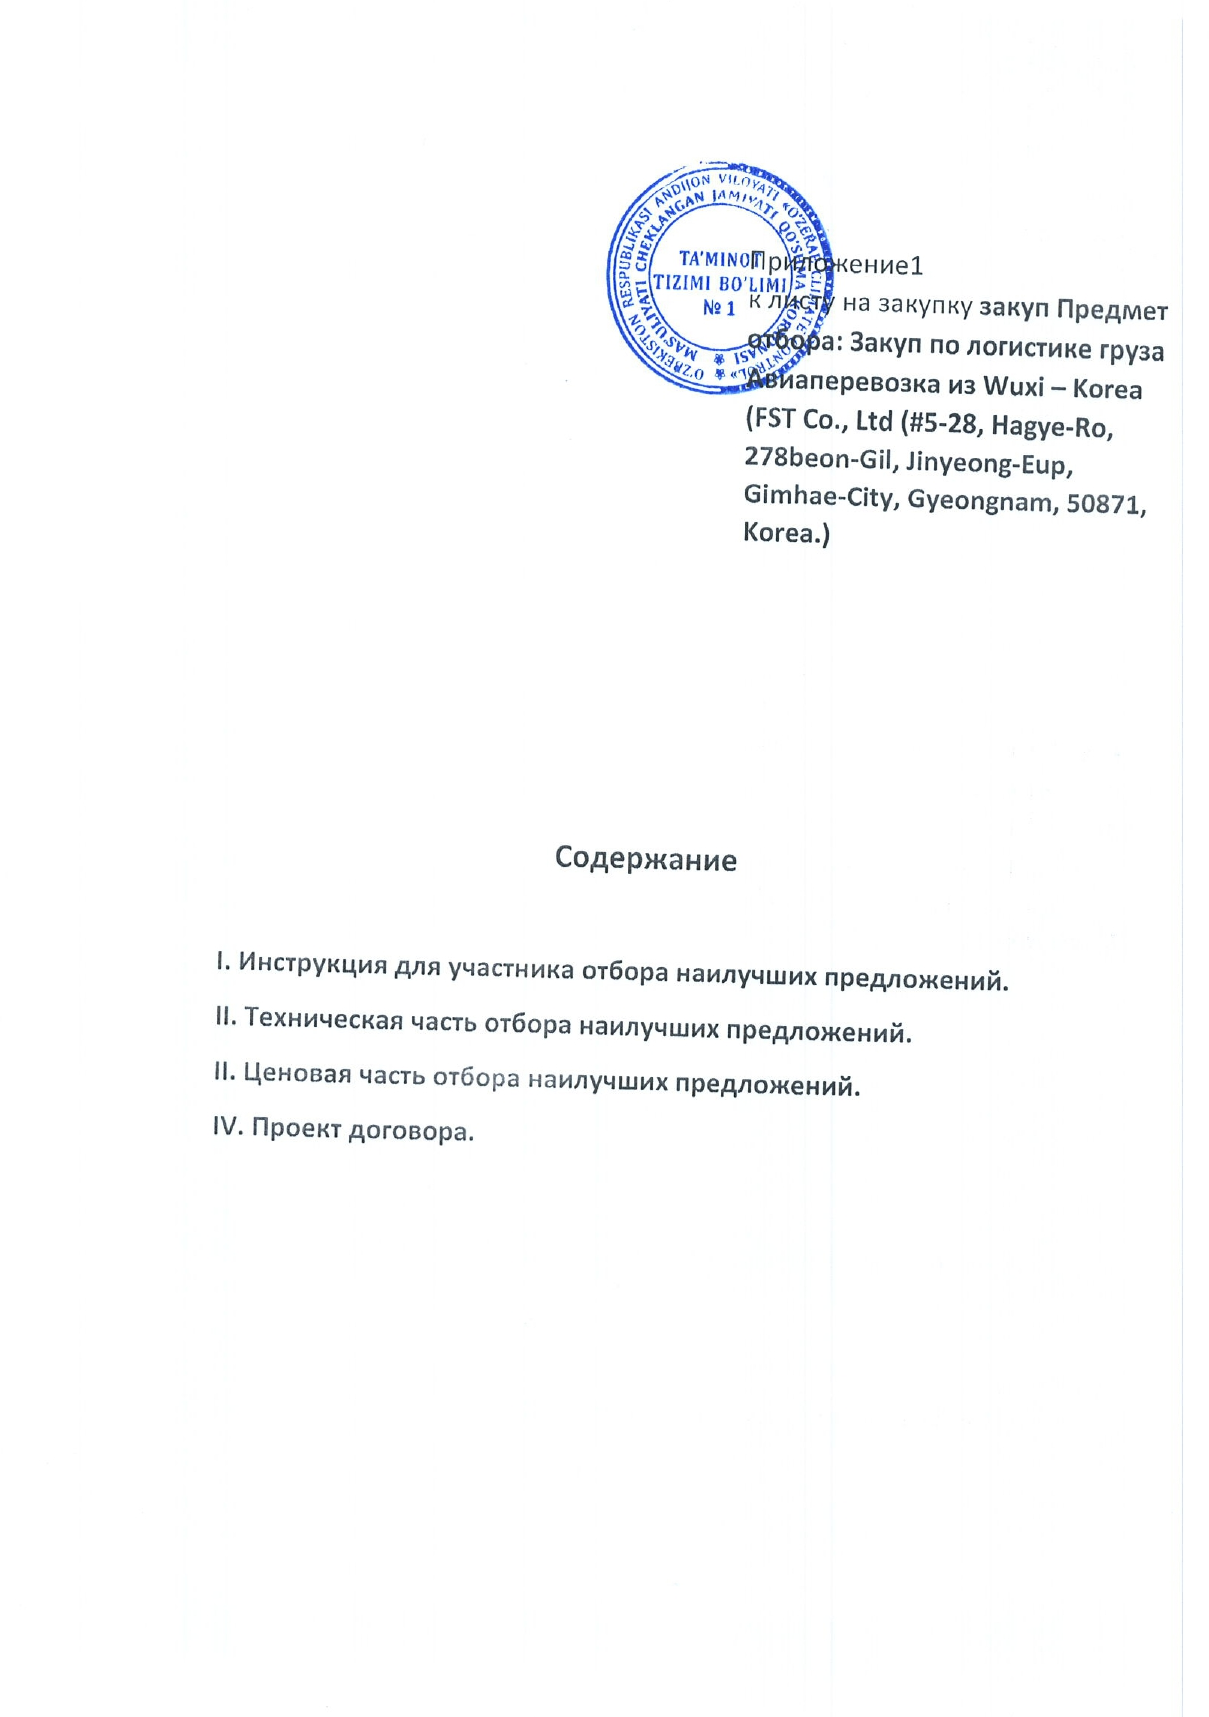 O'ZBEKISTON RESPUBLIKASI ANDIJON VILOYATI «O'ZERAE CLIMATE CONTROL»
MAS'ULIYATI CHEKLANGAN JAMIYATI QO'SHMA KORXONASI
TA'MINOT
TIZIMI BO'LIMI
№ 1
Приложение1
к листу на закупку закуп Предмет
отбора: Закуп по логистике груза
Авиаперевозка из Wuxi – Korea
(FST Co., Ltd (#5-28, Hagye-Ro,
278beon-Gil, Jinyeong-Eup,
Gimhae-City, Gyeongnam, 50871,
Korea.)
Содержание
I. Инструкция для участника отбора наилучших предложений.
II. Техническая часть отбора наилучших предложений.
II. Ценовая часть отбора наилучших предложений.
IV. Проект договора.